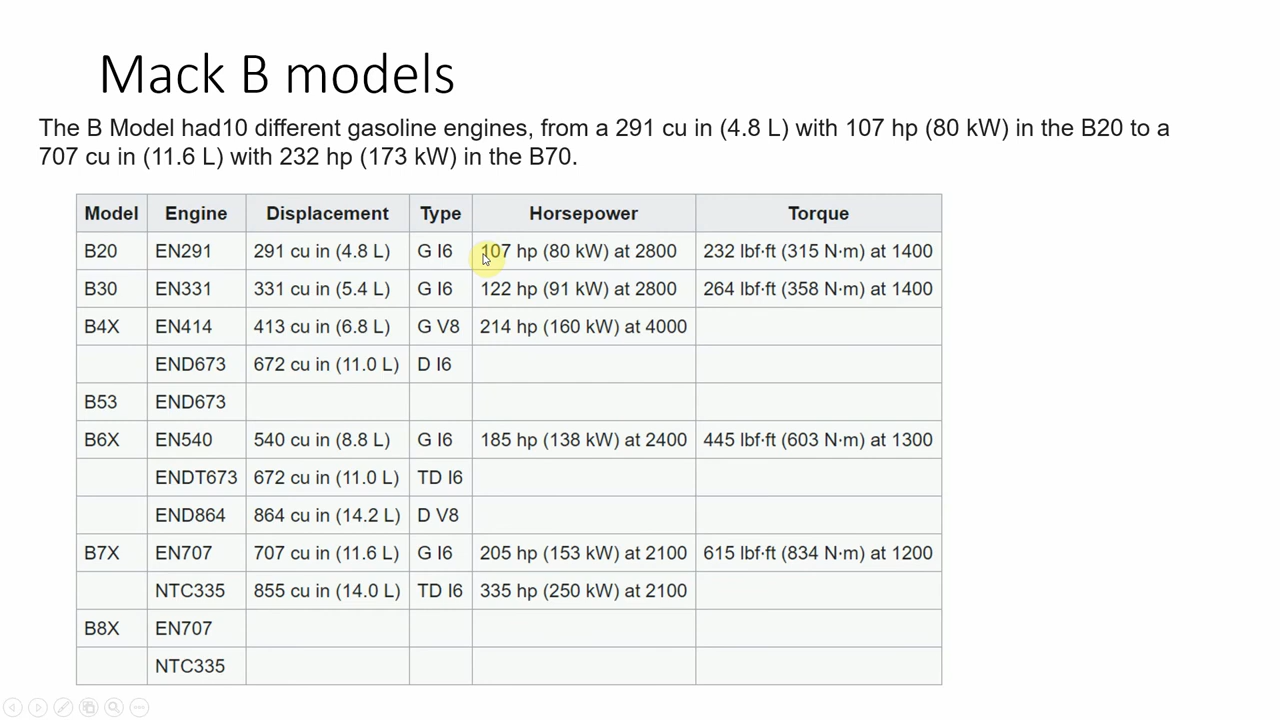 Mack B models
The B Model had10 different gasoline engines, from a 291 cu in (4.8 L) with 107 hp (80 kW) in the B20 to a
707 cu in (11.6 L) with 232 hp (173 kW) in the B70.
Model Engine Displacement Type Horsepower Torque
B20 EN291 291 cu in (4.8 L) G I6 107 hp (80 kW) at 2800 232 lbf·ft (315 N·m) at 1400
B30 EN331 331 cu in (5.4 L) G I6 122 hp (91 kW) at 2800 264 lbf·ft (358 N·m) at 1400
B4X EN414 413 cu in (6.8 L) G V8 214 hp (160 kW) at 4000
END673 672 cu in (11.0 L) D I6
B53 END673
B6X EN540 540 cu in (8.8 L) G I6 185 hp (138 kW) at 2400 445 lbf·ft (603 N·m) at 1300
ENDT673 672 cu in (11.0 L) TD I6
END864 864 cu in (14.2 L) D V8
B7X EN707 707 cu in (11.6 L) G I6 205 hp (153 kW) at 2100 615 lbf·ft (834 N·m) at 1200
NTC335 855 cu in (14.0 L) TD I6 335 hp (250 kW) at 2100
B8X EN707
NTC335